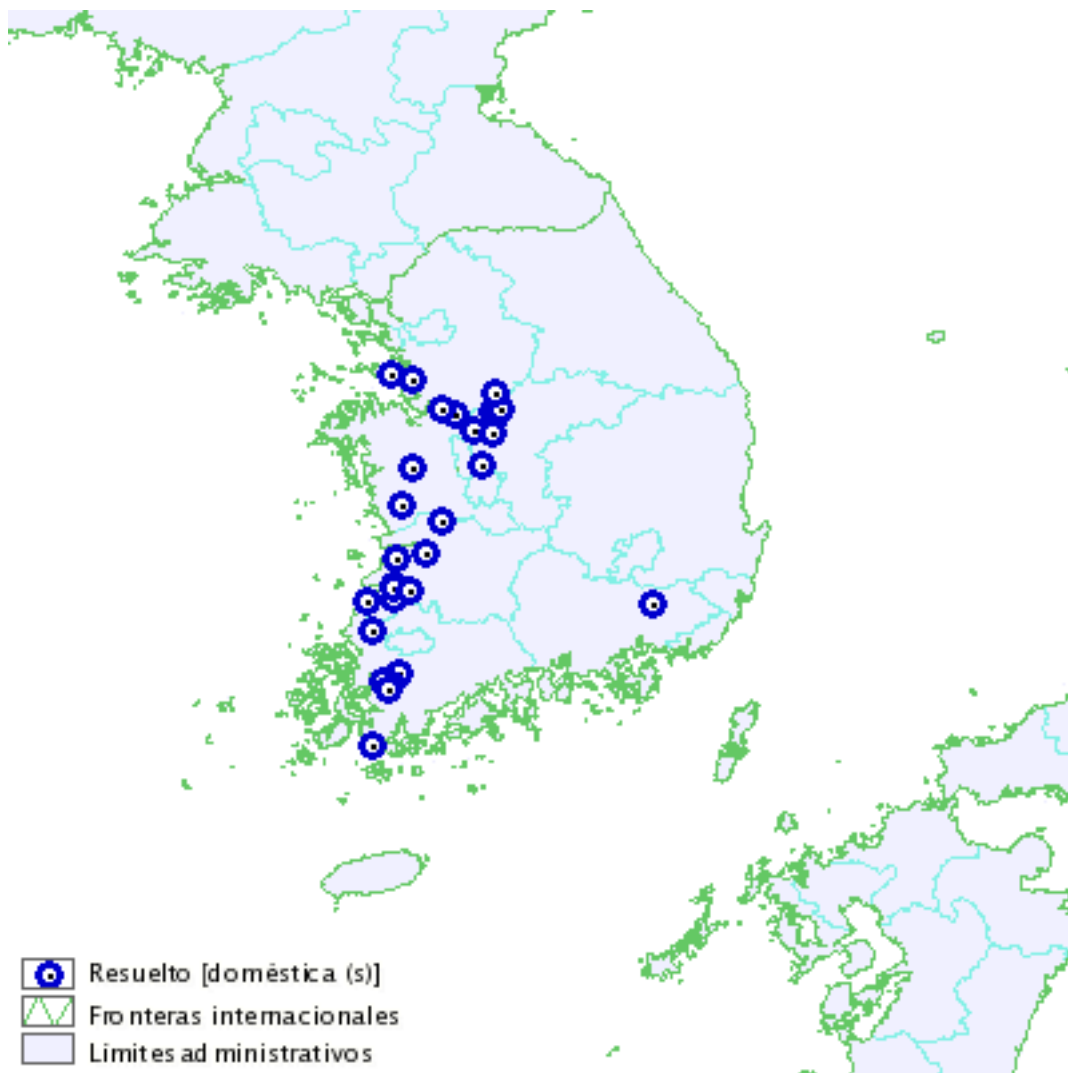 Resuelto [doméstica (s)]
Fronteras internacionales
Límites administrativos